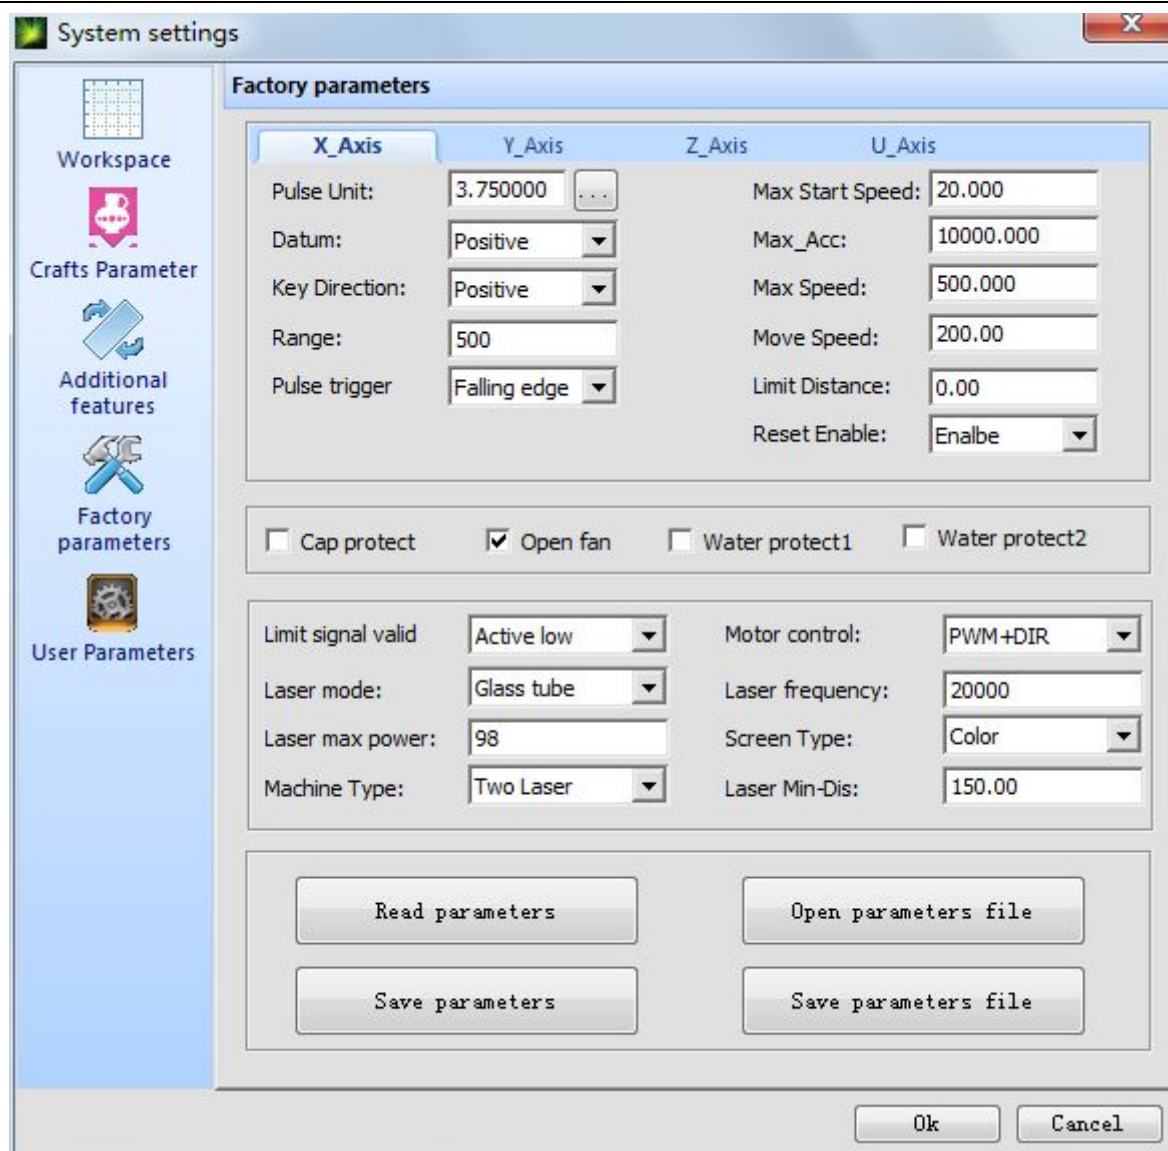 System settings
X
Workspace
Crafts Parameter
Additional
features
Factory
parameters
User Parameters
Factory parameters
X_Axis Y_Axis Z_Axis U_Axis
Pulse Unit: 3.750000 ... Max Start Speed: 20.000
Datum: Positive Max_Acc: 10000.000
Key Direction: Positive Max Speed: 500.000
Range: 500 Move Speed: 200.00
Pulse trigger Falling edge Limit Distance: 0.00
Reset Enable: Enalbe
Cap protect Open fan Water protect1 Water protect2
Limit signal valid Active low Motor control: PWM+DIR
Laser mode: Glass tube Laser frequency: 20000
Laser max power: 98 Screen Type: Color
Machine Type: Two Laser Laser Min-Dis: 150.00
Read parameters Open parameters file
Save parameters Save parameters file
Ok Cancel